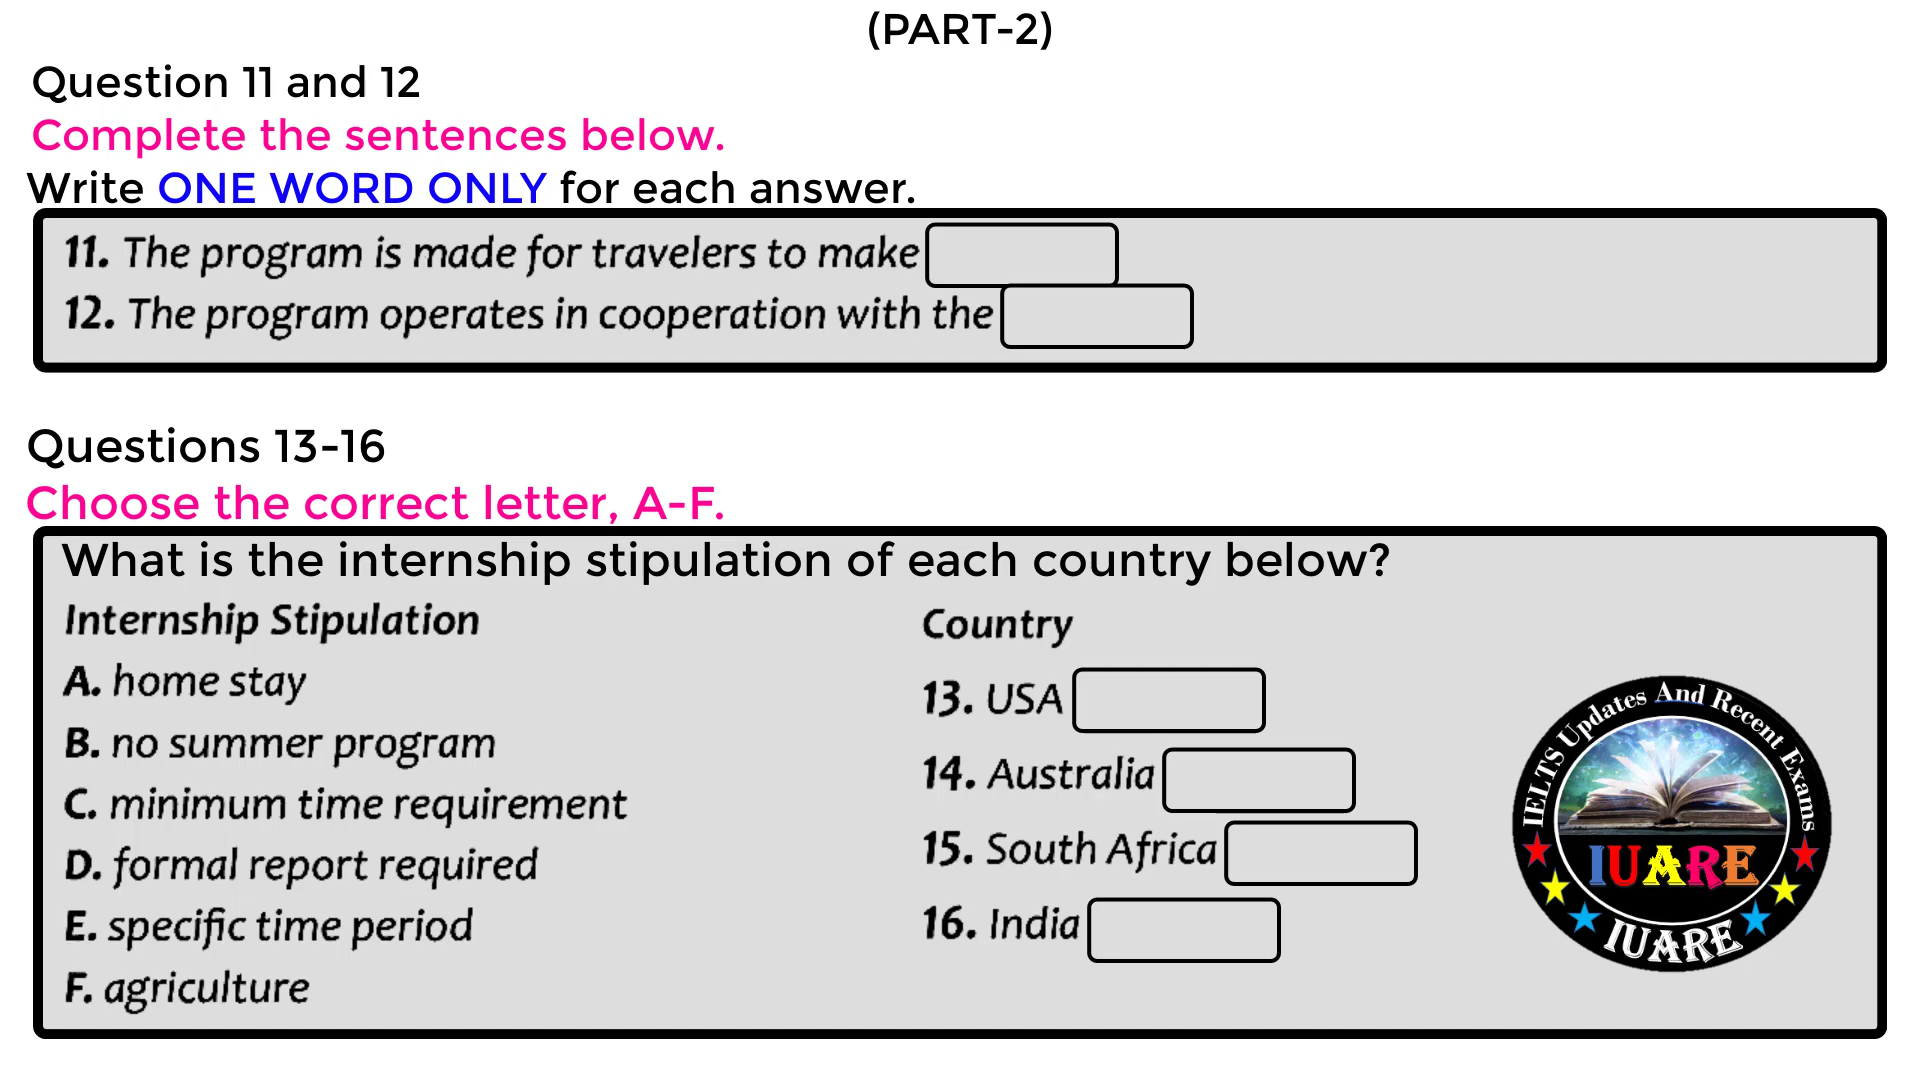 (PART-2)
Question 11 and 12
Complete the sentences below.
Write ONE WORD ONLY for each answer.
11. The program is made for travelers to make
12. The program operates in cooperation with the
Questions 13-16
Choose the correct letter, A-F.
What is the internship stipulation of each country below?
Internship Stipulation
A. home stay
B. no summer program
C. minimum time requirement
D. formal report required
E. specific time period
F. agriculture
Country
13. USA
14. Australia
15. South Africa
16. India
IELTS Updates And Recent Exams
IUARE
IUARE